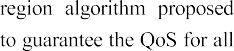 region algorithm proposed
to guarantee the QoS for all